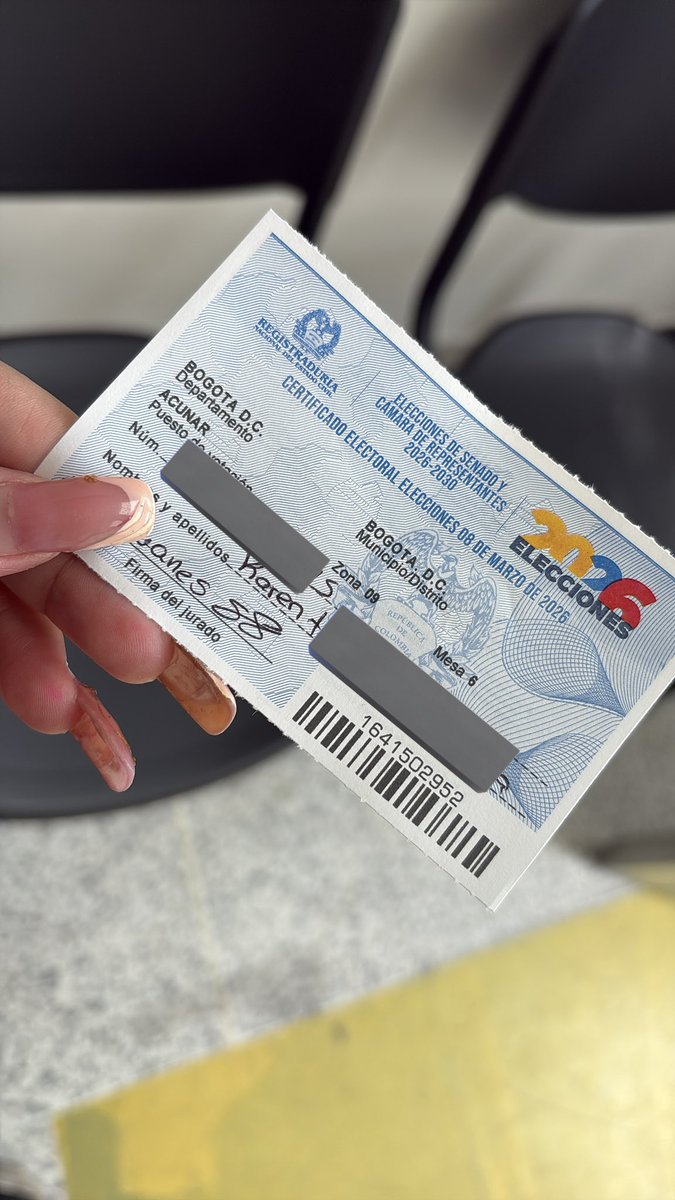 REGISTRADURIA
NACIONAL DEL ESTADO CIVIL
ELECCIONES DE SENADO Y
CÁMARA DE REPRESENTANTES
2026-2030
CERTIFICADO ELECTORAL ELECCIONES 08 DE MARZO DE 2026
2026
ELECCIONES
BOGOTA D.C.
Departamento
BOGOTA. D.C.
Municipio/Distrito
ACUNAR
Puesto de votación
Zona 09
Mesa 6
Núm.
Nombres y apellidos Karen
Firma del jurado
REPÚBLICA
DE
COLOMBIA
1641502952